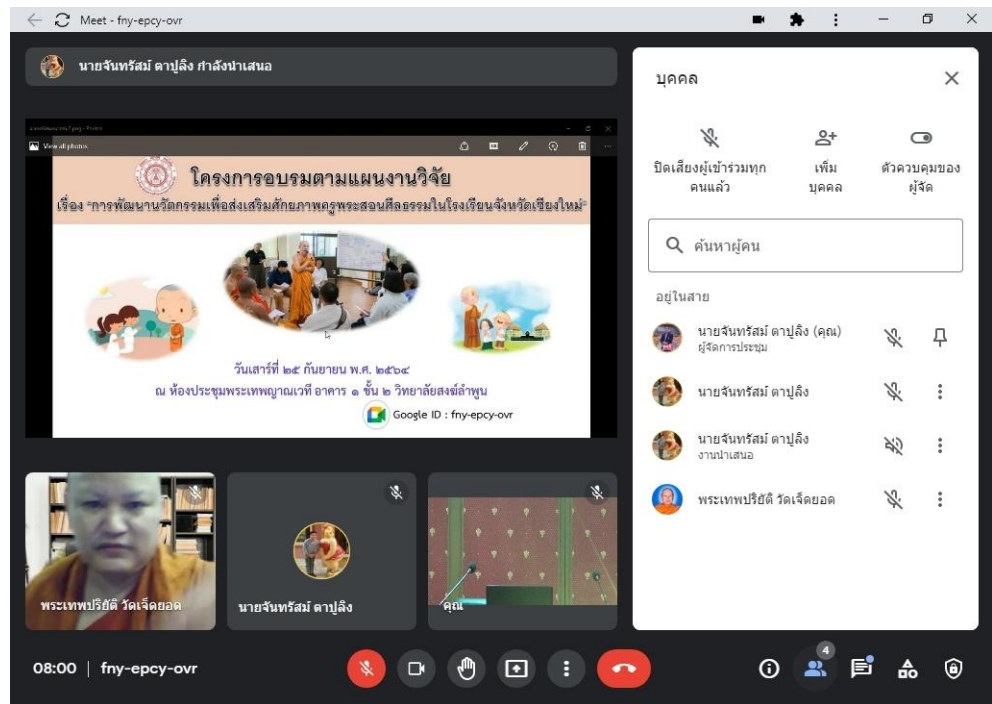 Meet - fny-epcy-ovr
นายจันทรัสม์ ตาปูลิง กำลังนำเสนอ
View all photos
โครงการอบรมตามแผนงานวิจัย
เรื่อง "การพัฒนานวัตกรรมเพื่อส่งเสริมศักยภาพครูพระสอนศีลธรรมในโรงเรียนจังหวัดเชียงใหม่"
วันเสาร์ที่ ๒๕ กันยายน พ.ศ. ๒๕๖๔
ณ ห้องประชุมพระเทพญาณเวที อาคาร ๑ ชั้น ๒ วิทยาลัยสงฆ์ลำพูน
Google ID : fny-epcy-ovr
พระเทพปริยัติ วัดเจ็ดยอด
นายจันทรัสม์ ตาปูลิง
คุณ
08:00 | fny-epcy-ovr
บุคคล
ปิดเสียงผู้เข้าร่วมทุก
คนแล้ว
เพิ่ม
บุคคล
ตัวควบคุมของ
ผู้จัด
ค้นหาผู้คน
อยู่ในสาย
นายจันทรัสม์ ตาปูลิง (คุณ)
ผู้จัดการประชุม
นายจันทรัสม์ ตาปูลิง
นายจันทรัสม์ ตาปูลิง
งานนำเสนอ
พระเทพปริยัติ วัดเจ็ดยอด
4